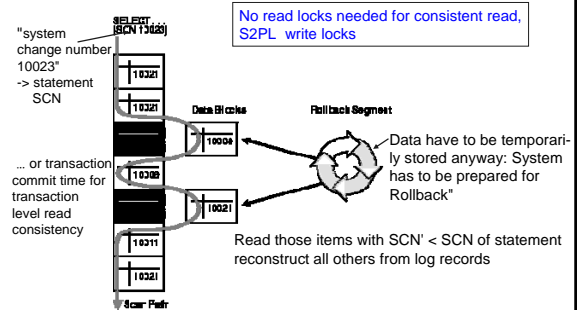 No read locks needed for consistent read,
S2PL write locks
"system
change number
10023"
-> statement
SCN
SELECT ...
(SCN 10023)
10021
10021
Data Blocks
Rollback Segment
10006
10008
10021
10011
10021
Scan Path
... or transaction
commit time for
transaction
level read
consistency
Data have to be temporari-
ly stored anyway: System
has to be prepared for
Rollback"
Read those items with SCN' < SCN of statement
reconstruct all others from log records